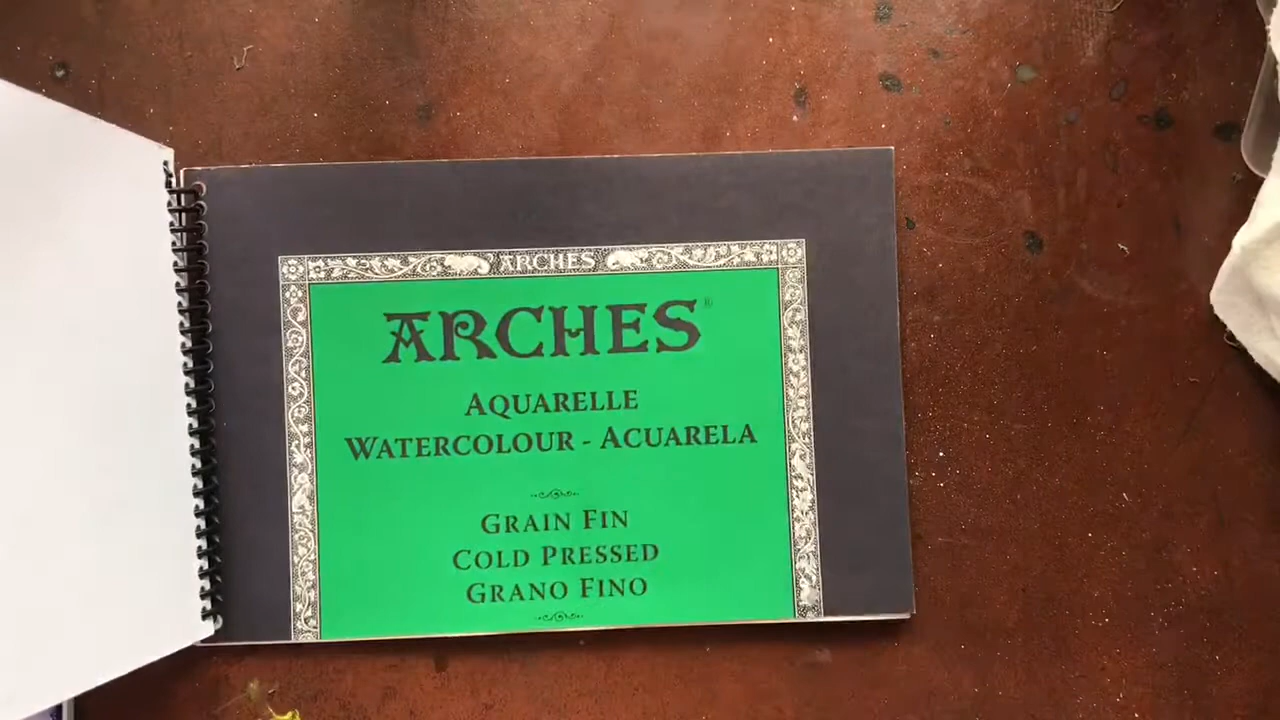 ARCHES
ARCHES®
AQUARELLE
WATERCOLOUR - ACUARELA
GRAIN FIN
COLD PRESSED
GRANO FINO